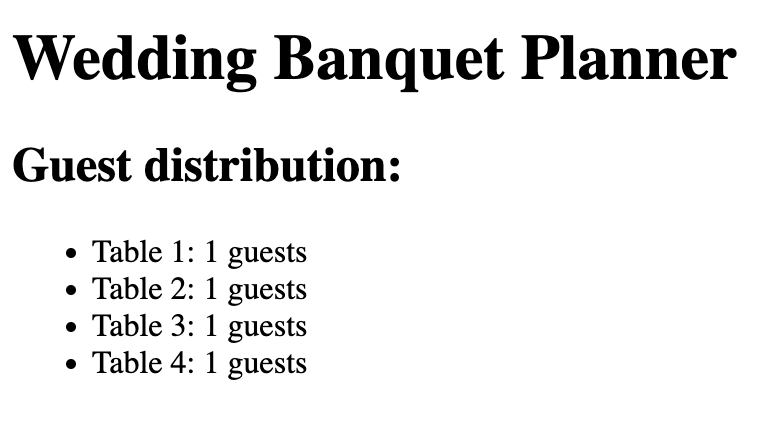 Wedding Banquet Planner
Guest distribution:
• Table 1: 1 guests
• Table 2: 1 guests
• Table 3: 1 guests
• Table 4: 1 guests